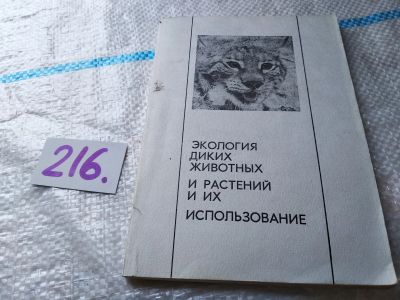 216.
ЭКОЛОГИЯ
ДИКИХ
ЖИВОТНЫХ
И РАСТЕНИЙ
И ИХ
ИСПОЛЬЗОВАНИЕ